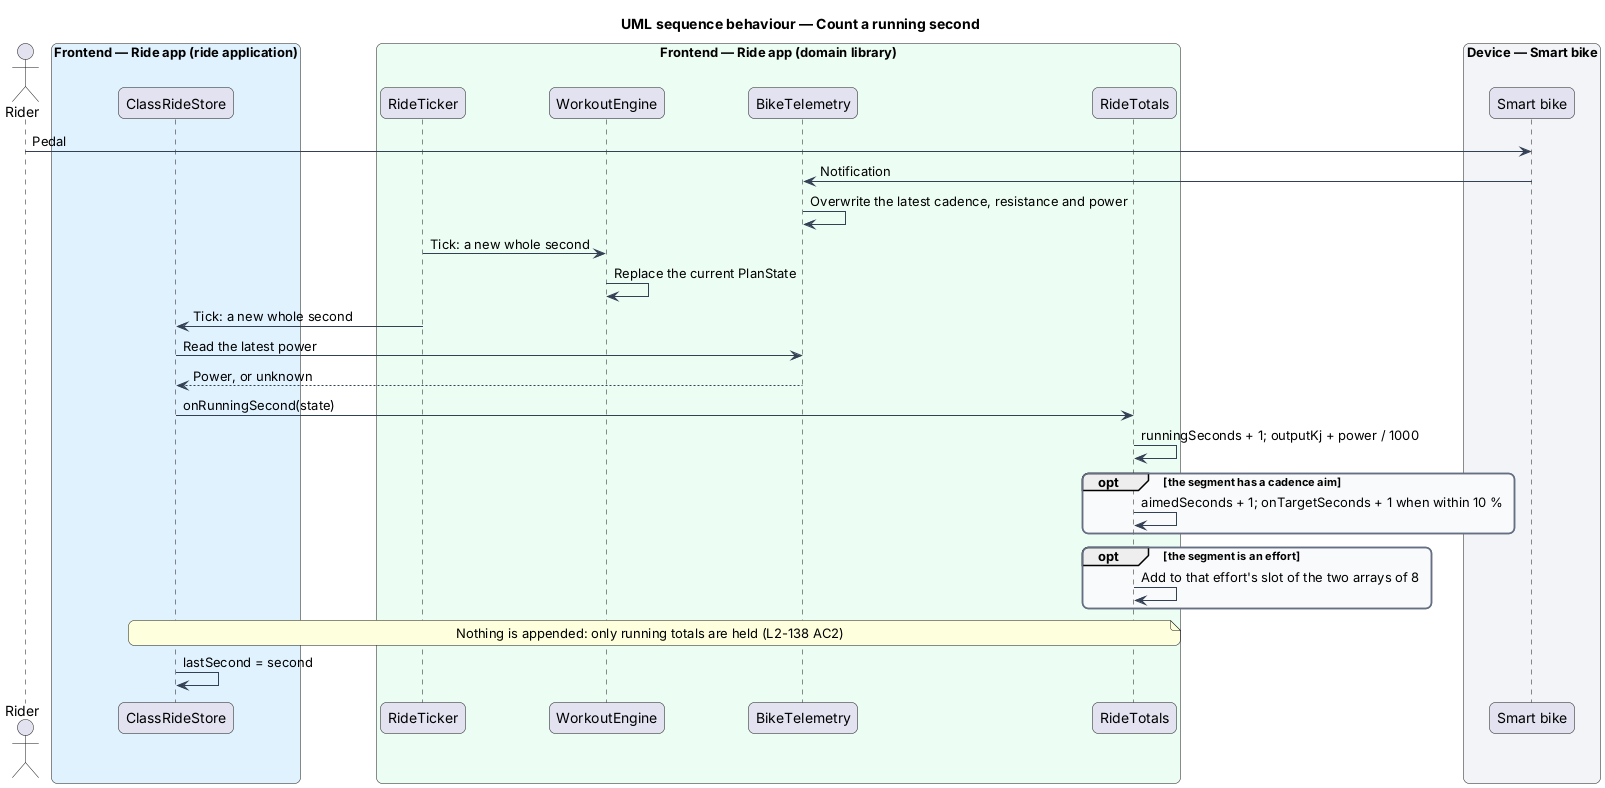 UML sequence behaviour — Count a running second
Frontend — Ride app (ride application)
Frontend — Ride app (domain library)
Device — Smart bike
Rider
ClassRideStore
RideTicker
WorkoutEngine
BikeTelemetry
RideTotals
Smart bike
Pedal
Notification
Overwrite the latest cadence, resistance and power
Tick: a new whole second
Replace the current PlanState
Tick: a new whole second
Read the latest power
Power, or unknown
onRunningSecond(state)
runningSeconds + 1; outputKj + power / 1000
opt [the segment has a cadence aim]
aimedSeconds + 1; onTargetSeconds + 1 when within 10 %
opt [the segment is an effort]
Add to that effort's slot of the two arrays of 8
Nothing is appended: only running totals are held (L2-138 AC2)
lastSecond = second
Rider
ClassRideStore
RideTicker
WorkoutEngine
BikeTelemetry
RideTotals
Smart bike